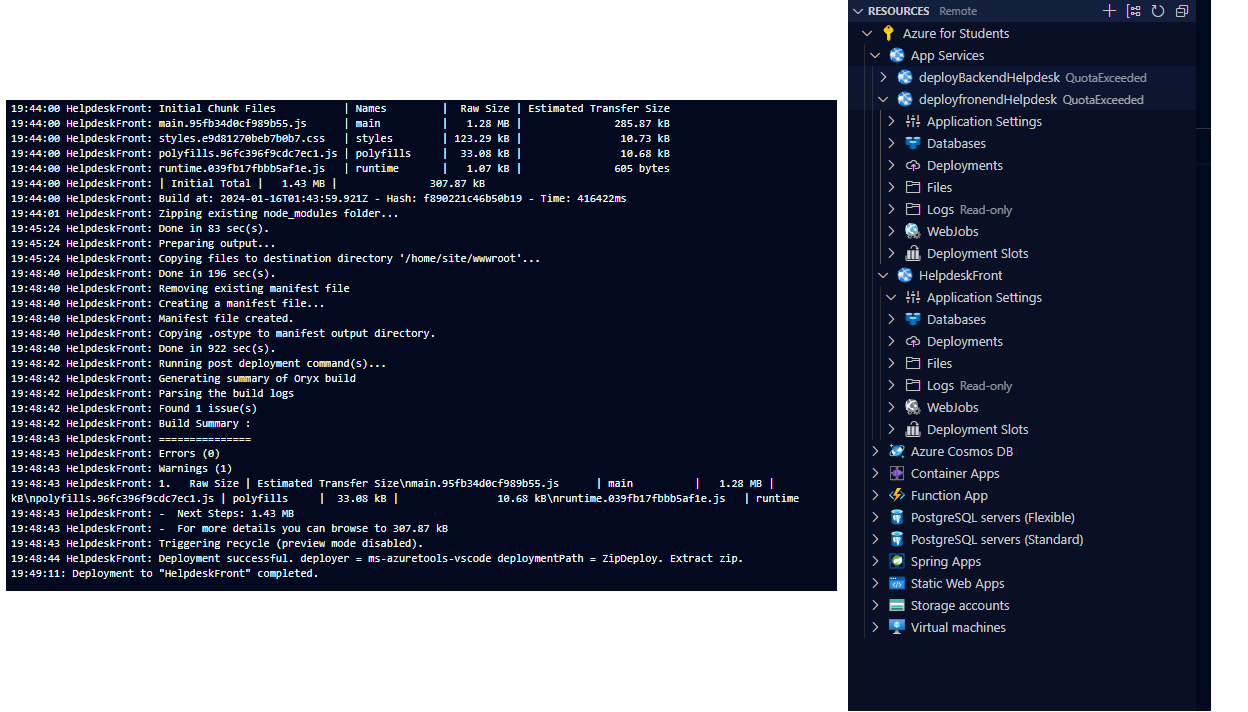 19:44:00 HelpdeskFront: Initial Chunk Files | Names | Raw Size | Estimated Transfer Size
19:44:00 HelpdeskFront: main.95fb34d0cf989b55.js | main | 1.28 MB | 285.87 kB
19:44:00 HelpdeskFront: styles.e9d81270beb7b0b7.css | styles | 123.29 kB | 10.73 kB
19:44:00 HelpdeskFront: polyfills.96fc396f9cdc7ec1.js | polyfills | 33.08 kB | 10.68 kB
19:44:00 HelpdeskFront: runtime.039fb17fbbb5af1e.js | runtime | 1.07 kB | 605 bytes
19:44:00 HelpdeskFront: | Initial Total | 1.43 MB | 307.87 kB
19:44:00 HelpdeskFront: Build at: 2024-01-16T01:43:59.921Z - Hash: f890221c46b50b19 - Time: 416422ms
19:44:01 HelpdeskFront: Zipping existing node_modules folder...
19:45:24 HelpdeskFront: Done in 83 sec(s).
19:45:24 HelpdeskFront: Preparing output...
19:45:24 HelpdeskFront: Copying files to destination directory '/home/site/wwwroot'...
19:48:40 HelpdeskFront: Done in 196 sec(s).
19:48:40 HelpdeskFront: Removing existing manifest file
19:48:40 HelpdeskFront: Creating a manifest file...
19:48:40 HelpdeskFront: Manifest file created.
19:48:40 HelpdeskFront: Copying .ostype to manifest output directory.
19:48:40 HelpdeskFront: Done in 922 sec(s).
19:48:42 HelpdeskFront: Running post deployment command(s)...
19:48:42 HelpdeskFront: Generating summary of Oryx build
19:48:42 HelpdeskFront: Parsing the build logs
19:48:42 HelpdeskFront: Found 1 issue(s)
19:48:42 HelpdeskFront: Build Summary :
19:48:43 HelpdeskFront: ===============
19:48:43 HelpdeskFront: Errors (0)
19:48:43 HelpdeskFront: Warnings (1)
19:48:43 HelpdeskFront: 1. Raw Size | Estimated Transfer Size\nmain.95fb34d0cf989b55.js | main | 1.28 MB |
kB\npolyfills.96fc396f9cdc7ec1.js | polyfills | 33.08 kB | 10.68 kB\nruntime.039fb17fbbb5af1e.js | runtime
19:48:43 HelpdeskFront: - Next Steps: 1.43 MB
19:48:43 HelpdeskFront: - For more details you can browse to 307.87 kB
19:48:43 HelpdeskFront: Triggering recycle (preview mode disabled).
19:48:44 HelpdeskFront: Deployment successful. deployer = ms-azuretools-vscode deploymentPath = ZipDeploy. Extract zip.
19:49:11: Deployment to "HelpdeskFront" completed.
RESOURCES Remote
Azure for Students
App Services
deployBackendHelpdesk QuotaExceeded
deployfronendHelpdesk QuotaExceeded
Application Settings
Databases
Deployments
Files
Logs Read-only
WebJobs
Deployment Slots
HelpdeskFront
Application Settings
Databases
Deployments
Files
Logs Read-only
WebJobs
Deployment Slots
Azure Cosmos DB
Container Apps
Function App
PostgreSQL servers (Flexible)
PostgreSQL servers (Standard)
Spring Apps
Static Web Apps
Storage accounts
Virtual machines